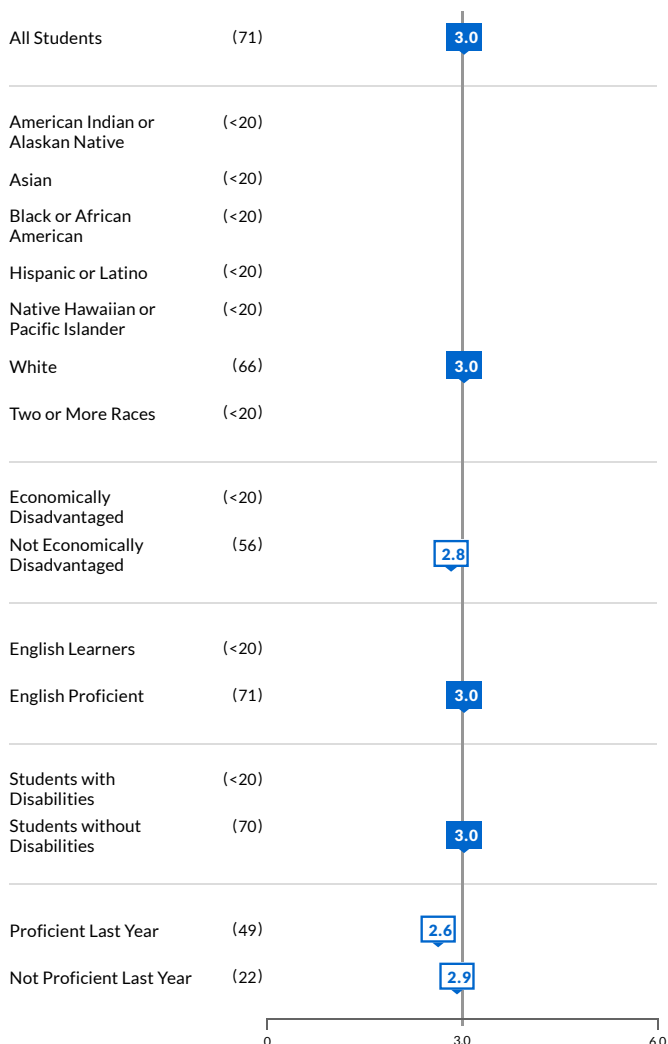 All Students (71) 3.0
American Indian or (<20)
Alaskan Native
Asian (<20)
Black or African (<20)
American
Hispanic or Latino (<20)
Native Hawaiian or (<20)
Pacific Islander
White (66) 3.0
Two or More Races (<20)
Economically (<20)
Disadvantaged
Not Economically (56) 2.8
Disadvantaged
English Learners (<20)
English Proficient (71) 3.0
Students with (<20)
Disabilities
Students without (70) 3.0
Disabilities
Proficient Last Year (49) 2.6
Not Proficient Last Year (22) 2.9
0 3.0 6.0